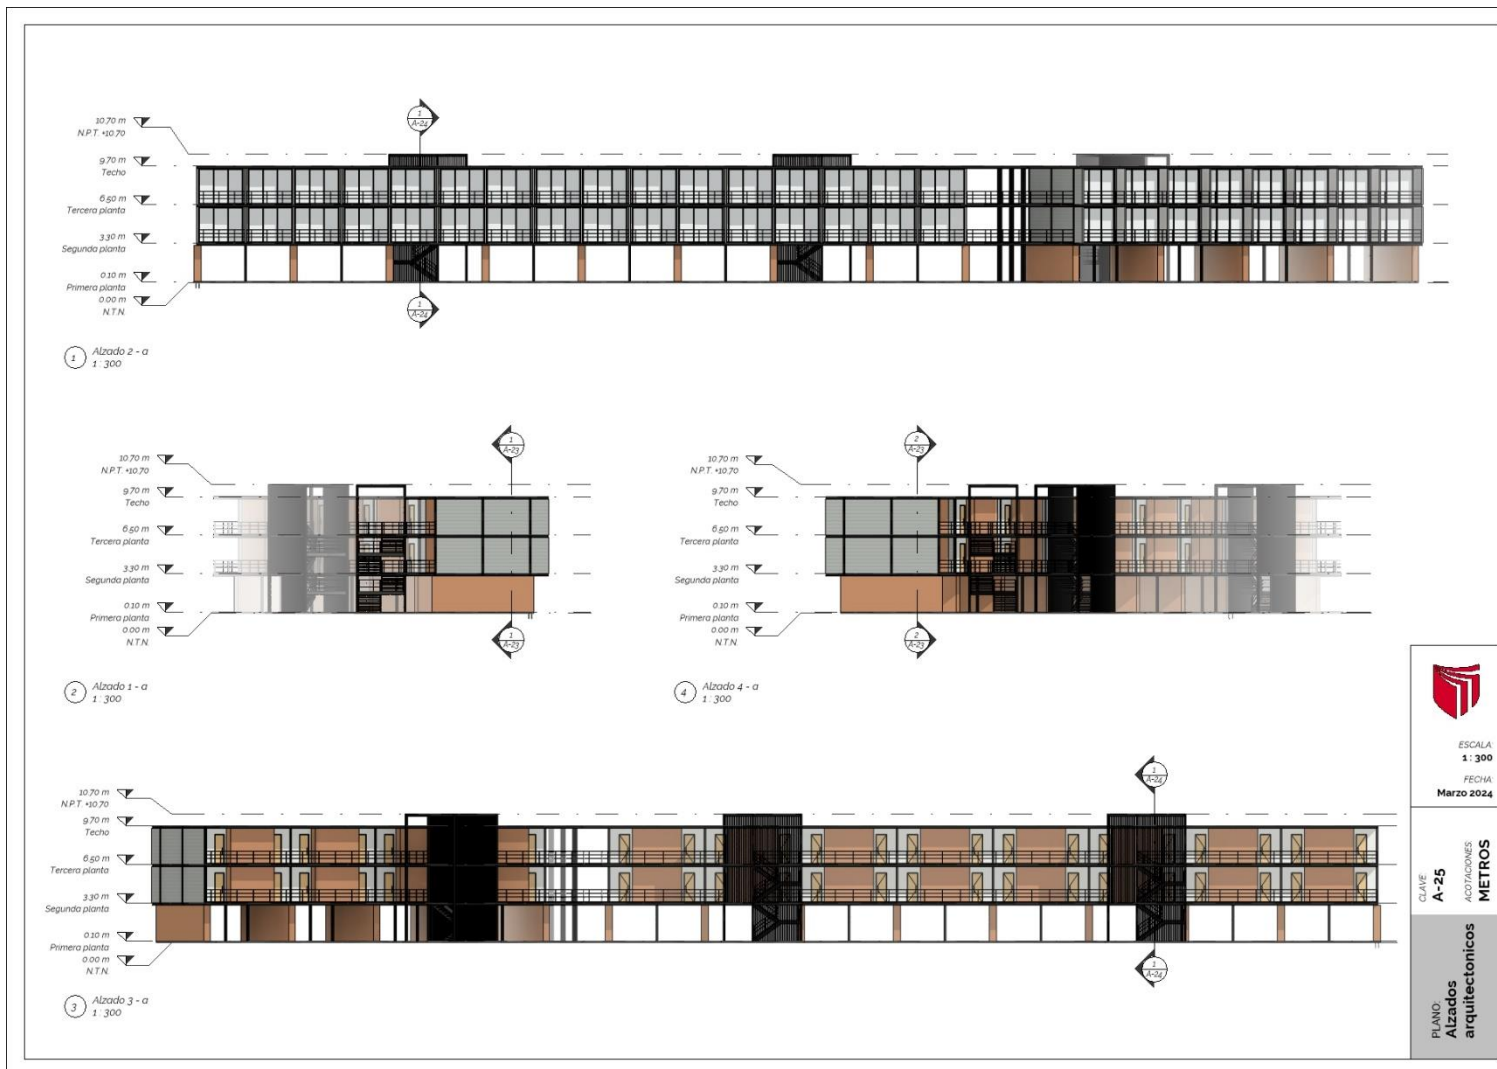 1
A-24
10.70 m
N.P.T. +10.70
9.70 m
Techo
6.50 m
Tercera planta
3.30 m
Segunda planta
0.10 m
Primera planta
0.00 m
N.T.N.
1
A-24
1 Alzado 2 - a
1 : 300
1
A-23
10.70 m
N.P.T. +10.70
9.70 m
Techo
6.50 m
Tercera planta
3.30 m
Segunda planta
0.10 m
Primera planta
0.00 m
N.T.N.
1
A-23
2 Alzado 1 - a
1 : 300
2
A-23
10.70 m
N.P.T. +10.70
9.70 m
Techo
6.50 m
Tercera planta
3.30 m
Segunda planta
0.10 m
Primera planta
0.00 m
N.T.N.
2
A-23
4 Alzado 4 - a
1 : 300
1
A-24
10.70 m
N.P.T. +10.70
9.70 m
Techo
6.50 m
Tercera planta
3.30 m
Segunda planta
0.10 m
Primera planta
0.00 m
N.T.N.
1
A-24
3 Alzado 3 - a
1 : 300
ESCALA:
1 : 300
FECHA:
Marzo 2024
CLAVE
A-25
ACOTACIONES:
METROS
PLANO:
Alzados
arquitectonicos